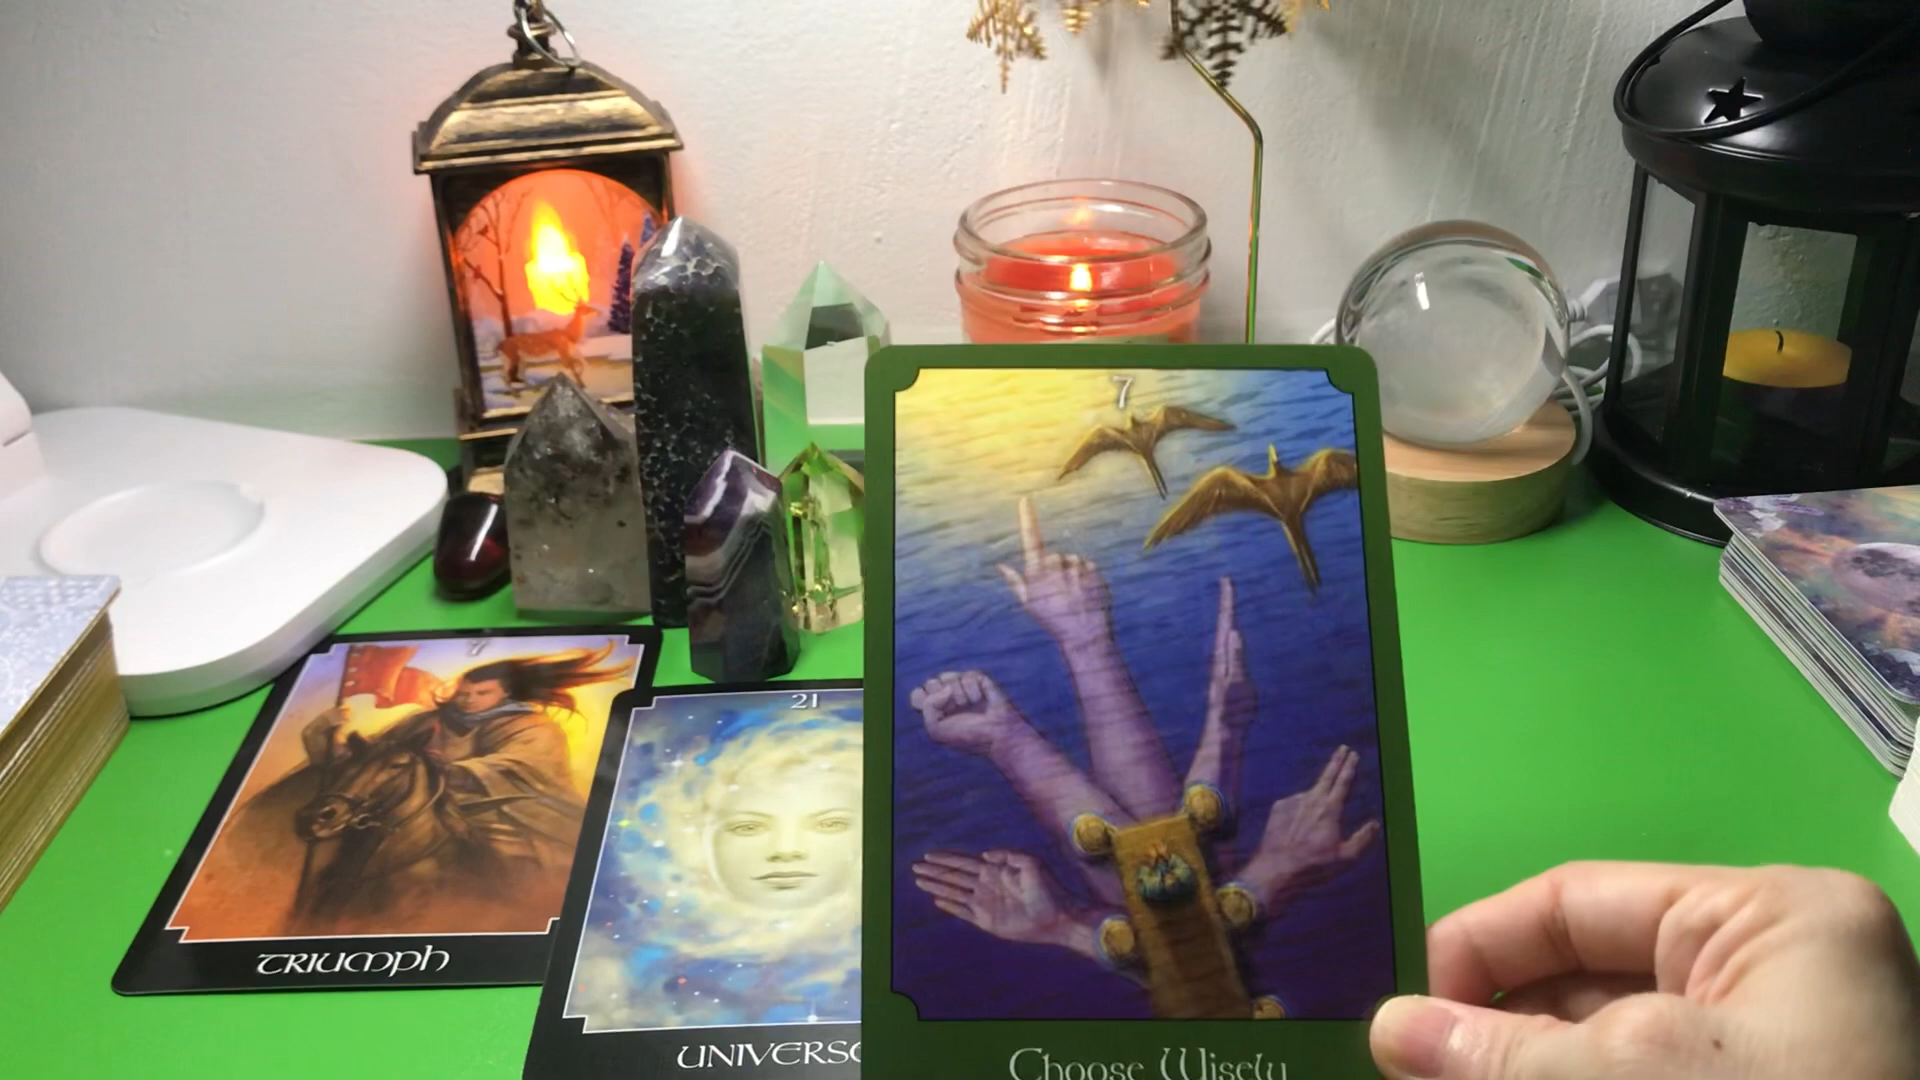 7
TRIUMPH
21
UNIVERSE
7
Choose Wisely